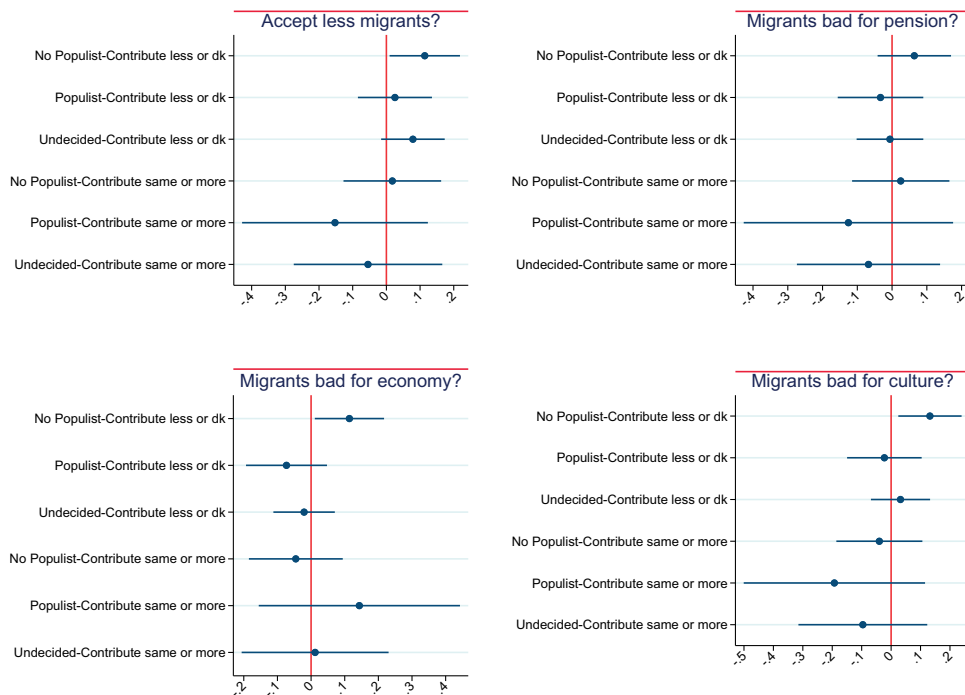 Accept less migrants?
No Populist-Contribute less or dk
Populist-Contribute less or dk
Undecided-Contribute less or dk
No Populist-Contribute same or more
Populist-Contribute same or more
Undecided-Contribute same or more
-.4 -.3 -.2 -.1 0 .1 .2
Migrants bad for pension?
No Populist-Contribute less or dk
Populist-Contribute less or dk
Undecided-Contribute less or dk
No Populist-Contribute same or more
Populist-Contribute same or more
Undecided-Contribute same or more
-.4 -.3 -.2 -.1 0 .1 .2
Migrants bad for economy?
No Populist-Contribute less or dk
Populist-Contribute less or dk
Undecided-Contribute less or dk
No Populist-Contribute same or more
Populist-Contribute same or more
Undecided-Contribute same or more
-.2 -.1 0 .1 .2 .3 .4
Migrants bad for culture?
No Populist-Contribute less or dk
Populist-Contribute less or dk
Undecided-Contribute less or dk
No Populist-Contribute same or more
Populist-Contribute same or more
Undecided-Contribute same or more
-.5 -.4 -.3 -.2 -.1 0 .1 .2